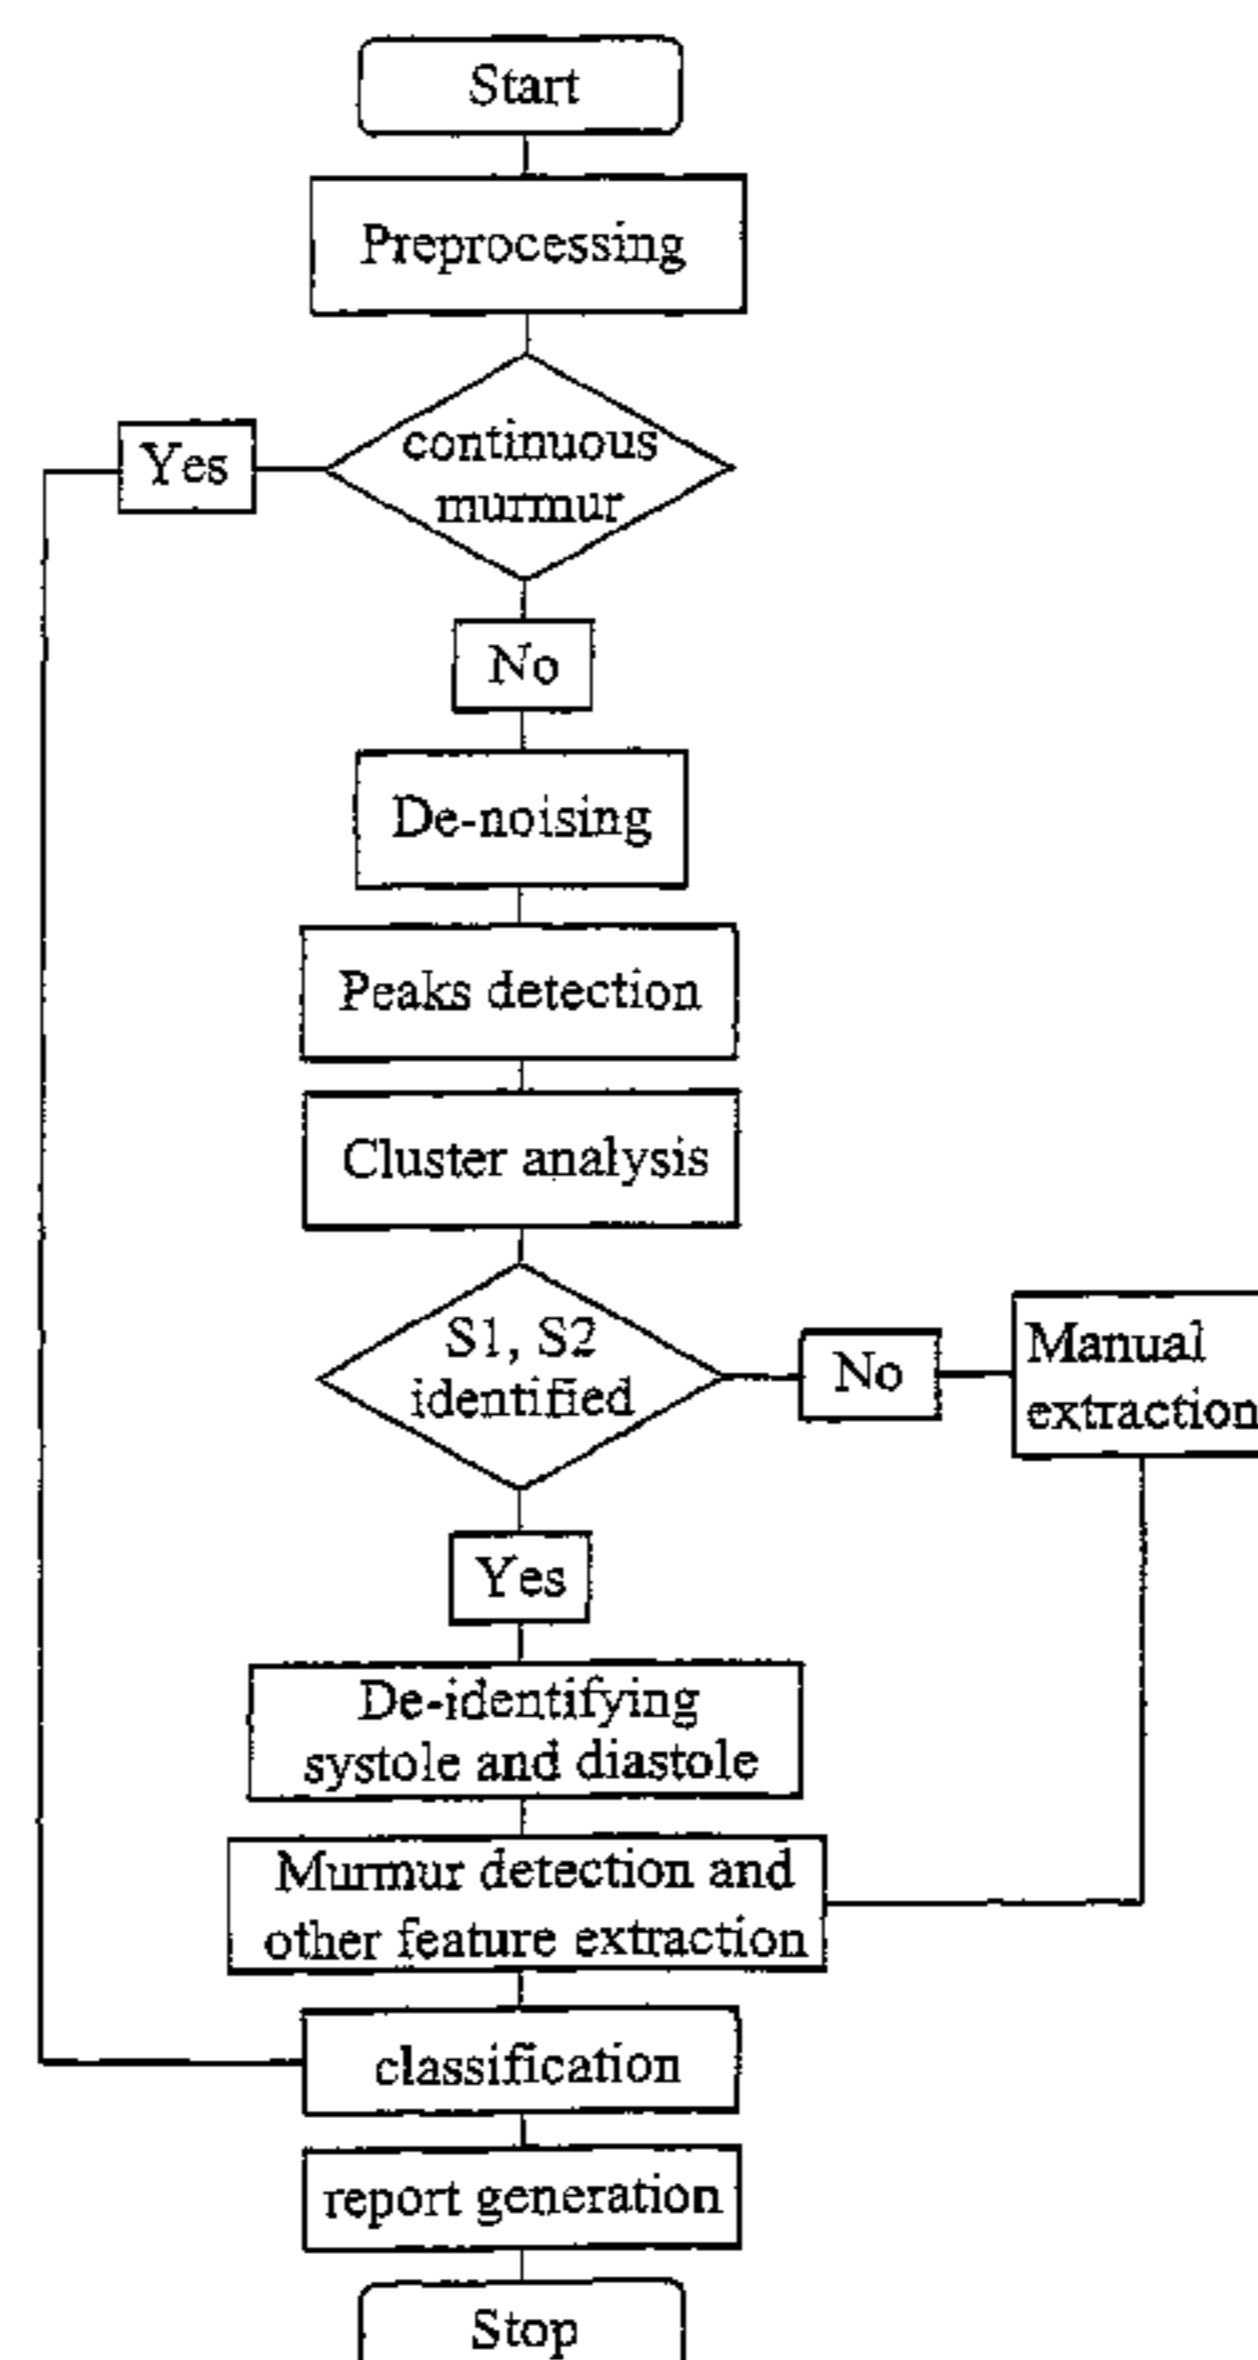 Start
Preprocessing
continuous
murmur
Yes
No
De-noising
Peaks detection
Cluster analysis
S1, S2
identified
No
Manual
extraction
Yes
De-identifying
systole and diastole
Murmur detection and
other feature extraction
classification
report generation
Stop